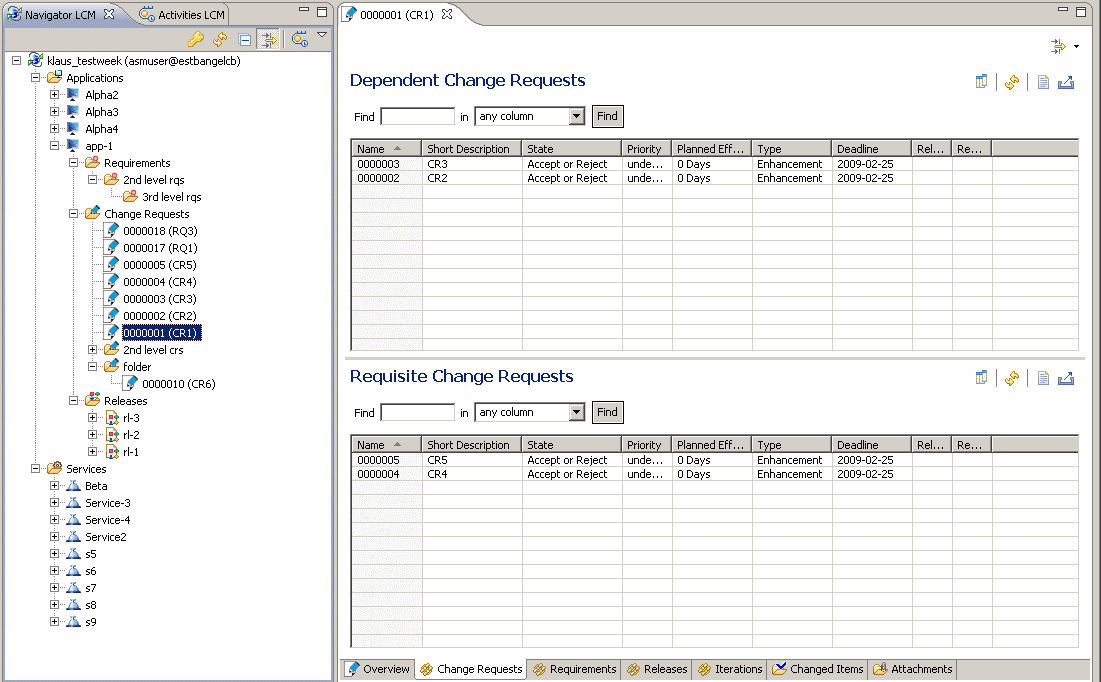 Navigator LCM
Activities LCM
klaus_testweek (asmuser@estbangelcb)
Applications
Alpha2
Alpha3
Alpha4
app-1
Requirements
2nd level rqs
3rd level rqs
Change Requests
0000018 (RQ3)
0000017 (RQ1)
0000005 (CR5)
0000004 (CR4)
0000003 (CR3)
0000002 (CR2)
0000001 (CR1)
2nd level crs
folder
0000010 (CR6)
Releases
rl-3
rl-2
rl-1
Services
Beta
Service-3
Service-4
Service2
s5
s6
s7
s8
s9
0000001 (CR1)
Dependent Change Requests
Find in any column Find
Name Short Description State Priority Planned Eff... Type Deadline Rel... Re...
0000003 CR3 Accept or Reject unde... 0 Days Enhancement 2009-02-25
0000002 CR2 Accept or Reject unde... 0 Days Enhancement 2009-02-25
Requisite Change Requests
Find in any column Find
Name Short Description State Priority Planned Eff... Type Deadline Rel... Re...
0000005 CR5 Accept or Reject unde... 0 Days Enhancement 2009-02-25
0000004 CR4 Accept or Reject unde... 0 Days Enhancement 2009-02-25
Overview Change Requests Requirements Releases Iterations Changed Items Attachments